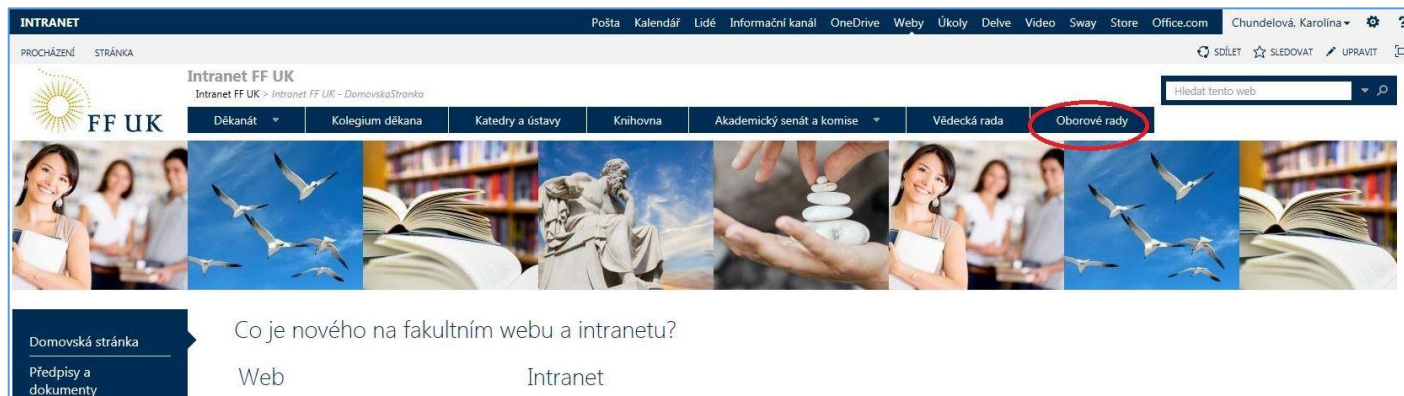 INTRANET Pošta Kalendář Lidé Informační kanál OneDrive Weby Úkoly Delve Video Sway Store Office.com Chundelová, Karolína ?
PROCHÁZENÍ STRÁNKA SDÍLET SLEDOVAT UPRAVIT
Intranet FF UK
Intranet FF UK > Intranet FF UK - DomovskaStranka
Hledat tento web
FF UK
Děkanát Kolegium děkana Katedry a ústavy Knihovna Akademický senát a komise Vědecká rada Oborové rady
Co je nového na fakultním webu a intranetu?
Domovská stránka
Předpisy a
dokumenty
Web Intranet